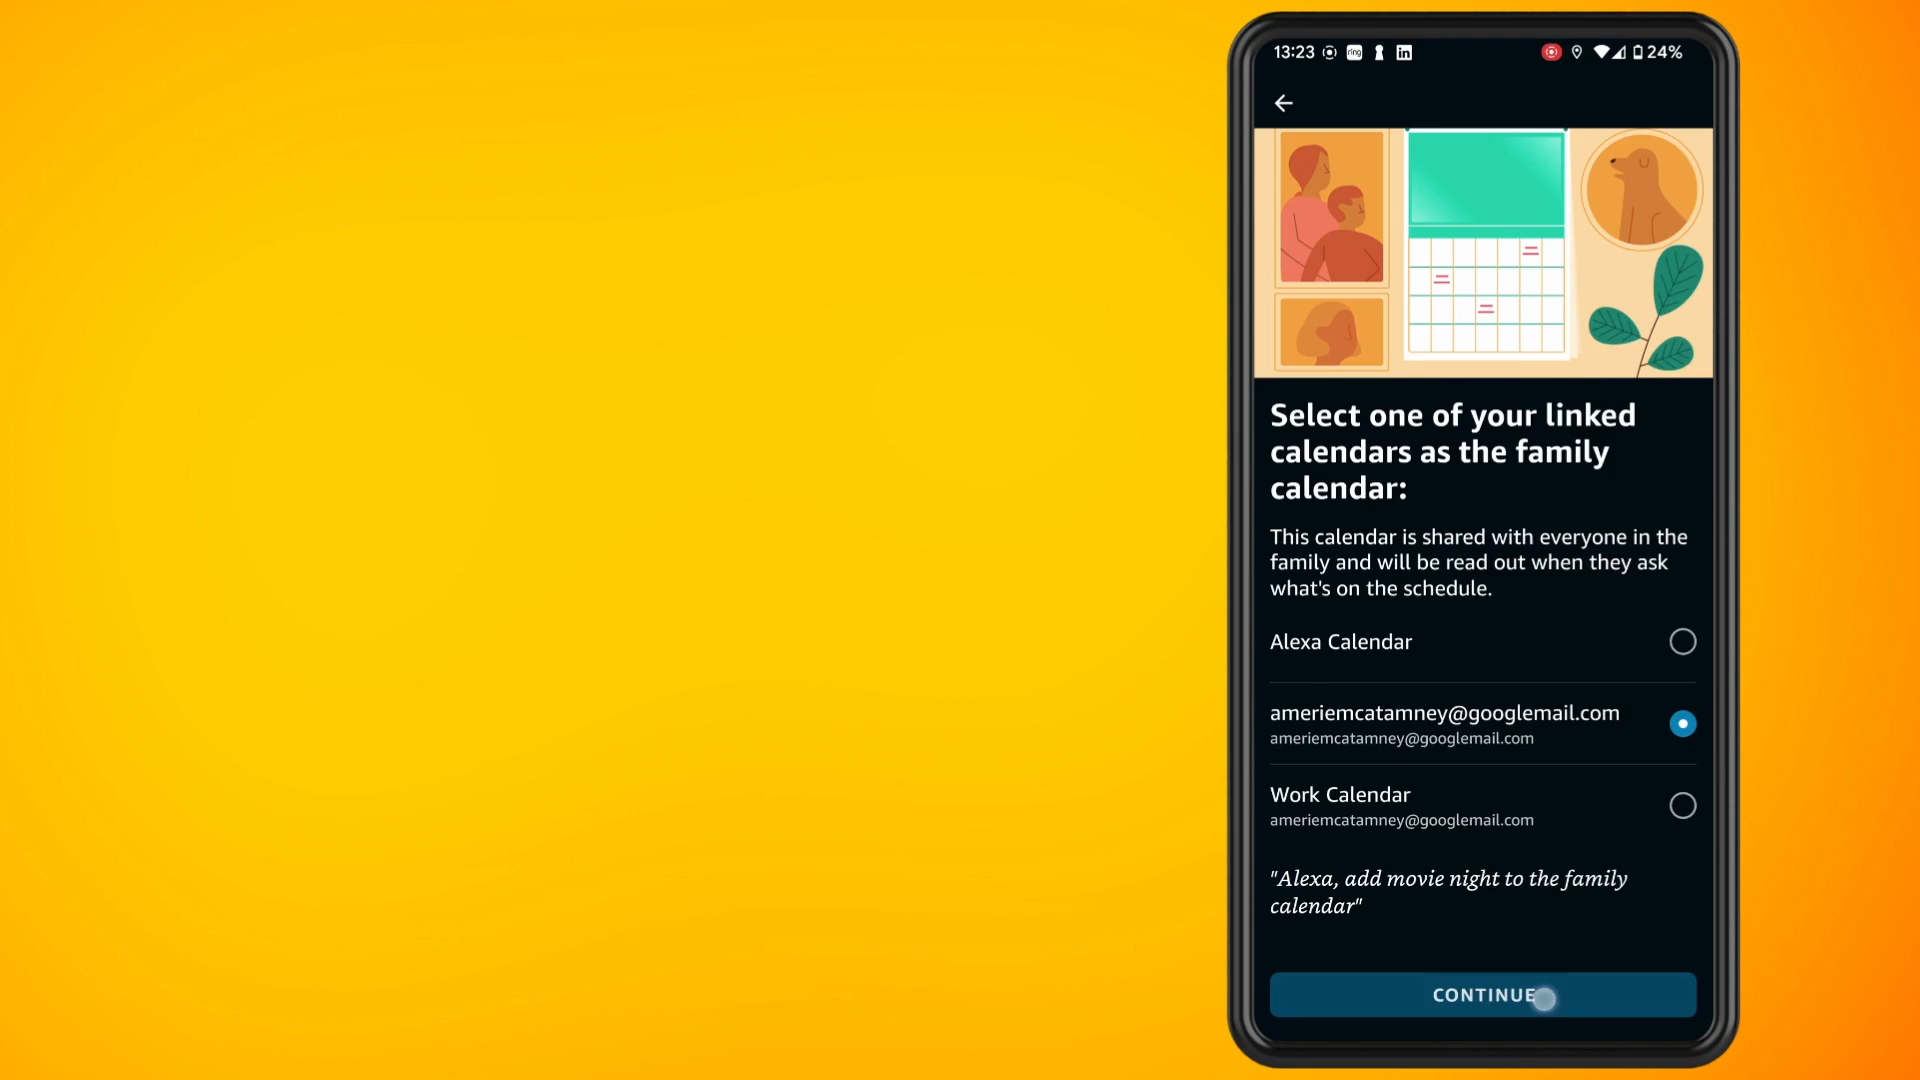 13:23 ring in 24%
Select one of your linked
calendars as the family
calendar:
This calendar is shared with everyone in the
family and will be read out when they ask
what's on the schedule.
Alexa Calendar
ameriemcatamney@googlemail.com
ameriemcatamney@googlemail.com
Work Calendar
ameriemcatamney@googlemail.com
"Alexa, add movie night to the family
calendar"
CONTINUE